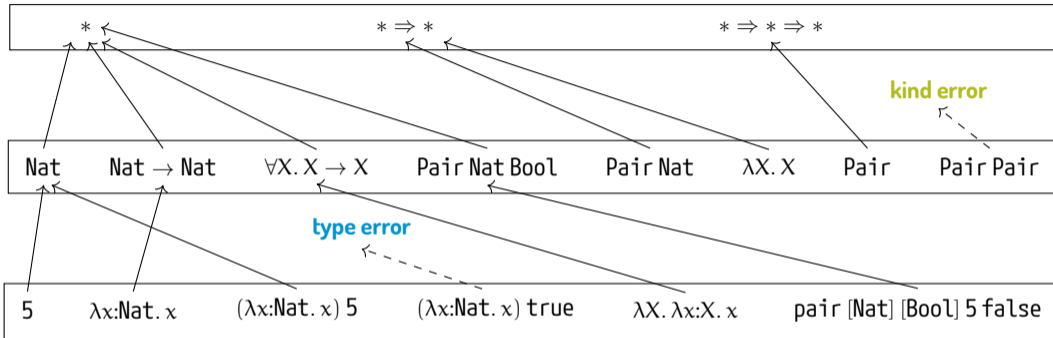 ∗ ∗ ⇒ ∗ ∗ ⇒ ∗ ⇒ ∗
kind error
Nat Nat → Nat ∀X. X → X Pair Nat Bool Pair Nat λX. X Pair Pair Pair
type error
5 λx:Nat. x (λx:Nat. x) 5 (λx:Nat. x) true λX. λx:X. x pair [Nat] [Bool] 5 false